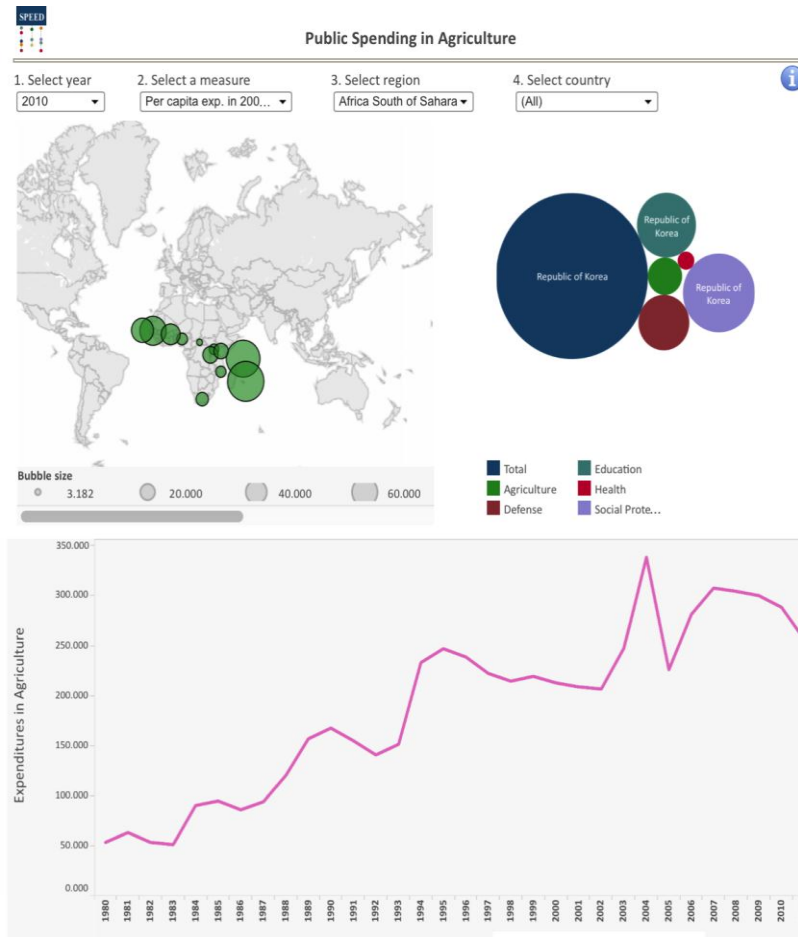 SPEED
Public Spending in Agriculture
1. Select year
2. Select a measure
3. Select region
4. Select country
2010
Per capita exp. in 200...
Africa South of Sahara
(All)
i
Republic of Korea
Republic of
Korea
Republic of
Korea
Bubble size
3.182
20.000
40.000
60.000
Total
Education
Agriculture
Health
Defense
Social Prote...
Expenditures in Agriculture
350.000
300.000
250.000
200.000
150.000
100.000
50.000
0.000
1980
1981
1982
1983
1984
1985
1986
1987
1988
1989
1990
1991
1992
1993
1994
1995
1996
1997
1998
1999
2000
2001
2002
2003
2004
2005
2006
2007
2008
2009
2010